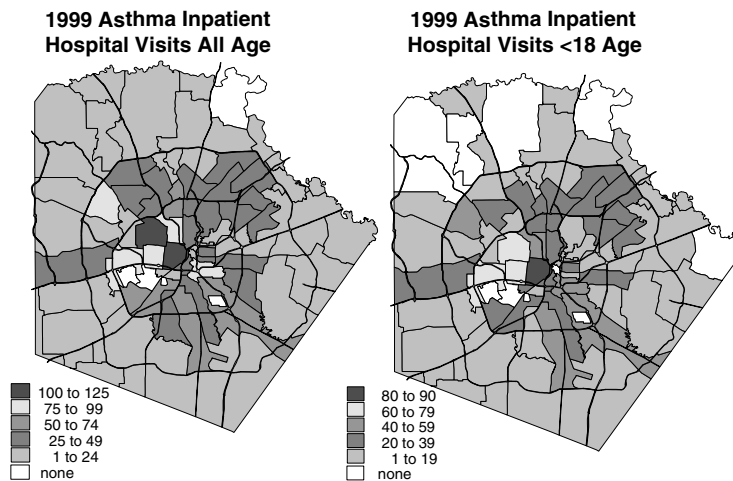 1999 Asthma Inpatient
Hospital Visits All Age
100 to 125
75 to 99
50 to 74
25 to 49
1 to 24
none
1999 Asthma Inpatient
Hospital Visits <18 Age
80 to 90
60 to 79
40 to 59
20 to 39
1 to 19
none